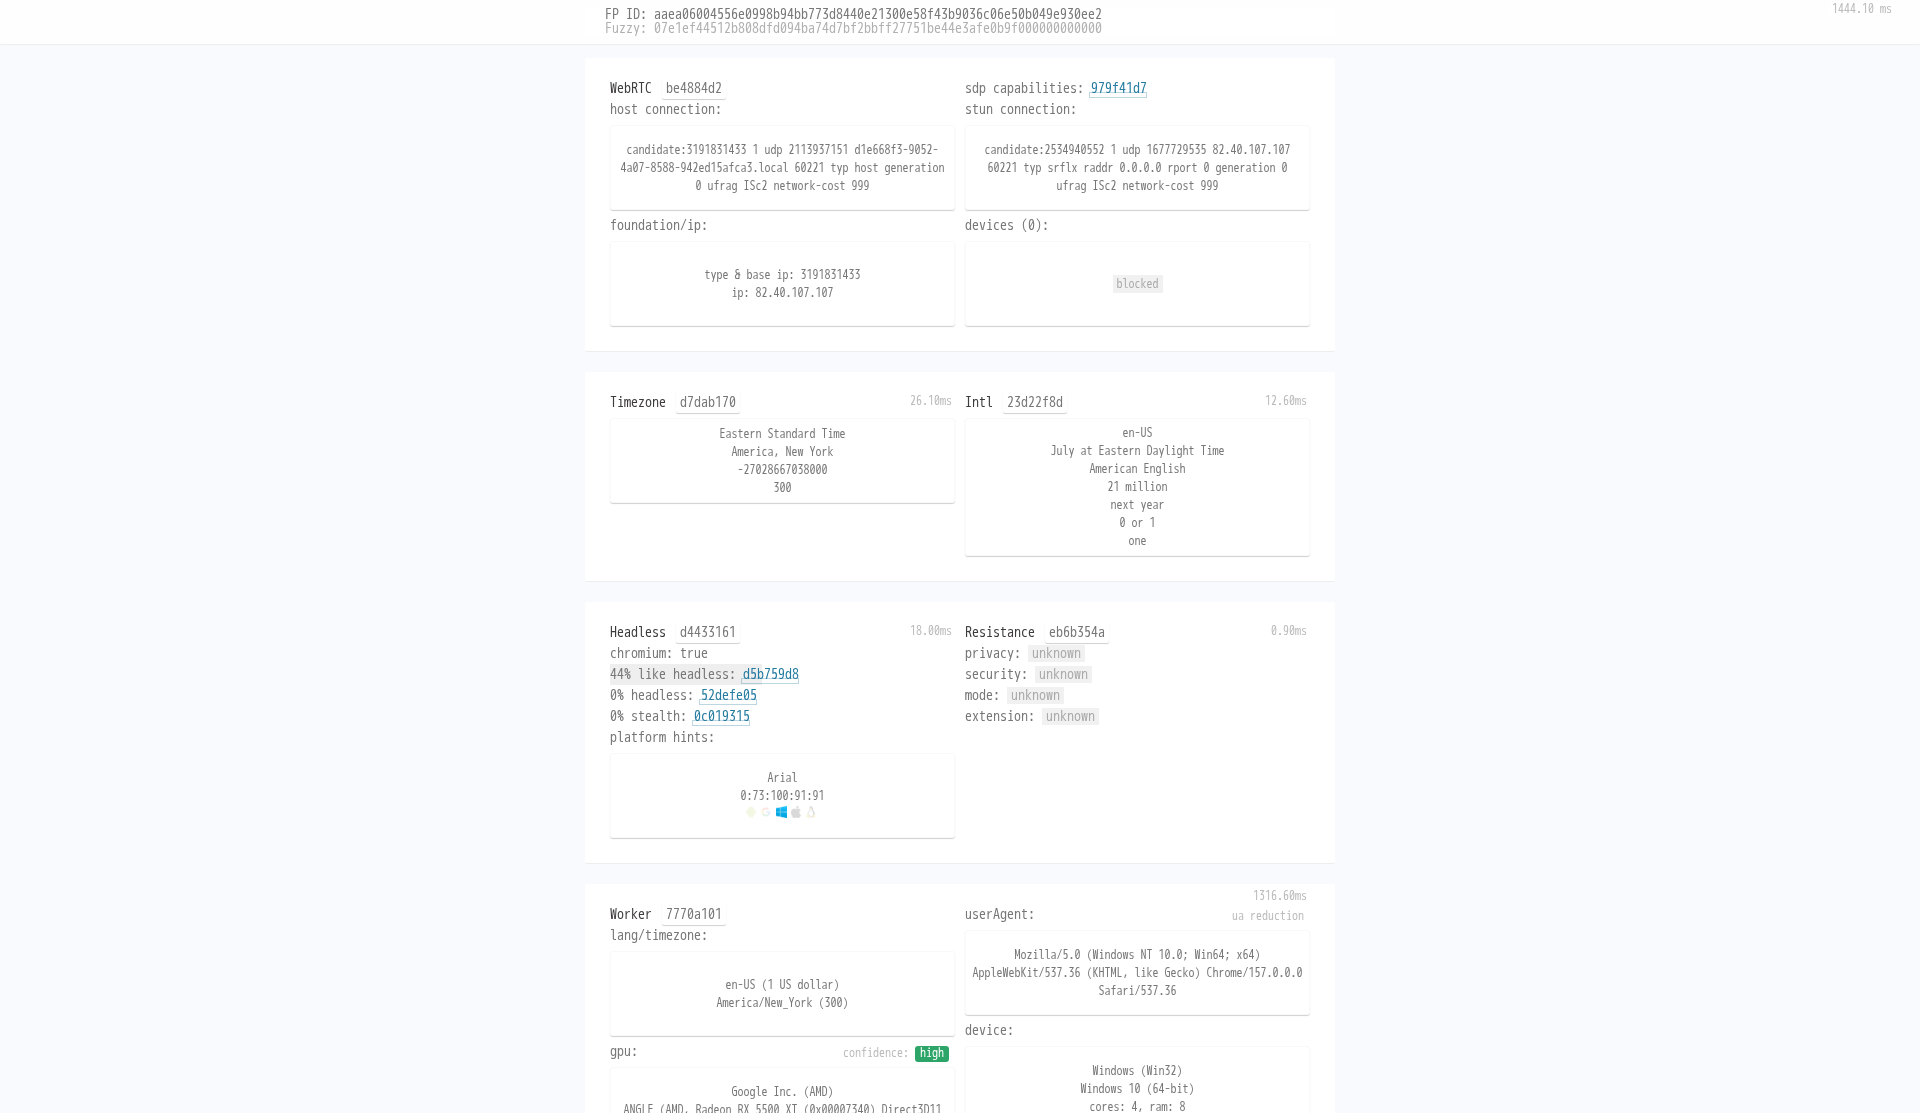 FP ID: aaea06004556e0998b94bb773d8440e21300e58f43b9036c06e50b049e930ee2
Fuzzy: 07e1ef44512b808dfd094ba74d7bf2bbff27751be44e3afe0b9f000000000000
1444.10 ms
WebRTC be4884d2
host connection:
candidate:3191831433 1 udp 2113937151 d1e668f3-9052-
4a07-8588-942ed15afca3.local 60221 typ host generation
0 ufrag ISc2 network-cost 999
foundation/ip:
type & base ip: 3191831433
ip: 82.40.107.107
sdp capabilities: 979f41d7
stun connection:
candidate:2534940552 1 udp 1677729535 82.40.107.107
60221 typ srflx raddr 0.0.0.0 rport 0 generation 0
ufrag ISc2 network-cost 999
devices (0):
blocked
Timezone d7dab170 26.10ms
Eastern Standard Time
America, New York
-27028667038000
300
Intl 23d22f8d 12.60ms
en-US
July at Eastern Daylight Time
American English
21 million
next year
0 or 1
one
Headless d4433161 18.00ms
chromium: true
44% like headless: d5b759d8
0% headless: 52defe05
0% stealth: 0c019315
platform hints:
Arial
0:73:100:91:91
Resistance eb6b354a 0.90ms
privacy: unknown
security: unknown
mode: unknown
extension: unknown
Worker 7770a101
lang/timezone:
en-US (1 US dollar)
America/New_York (300)
gpu: confidence: high
Google Inc. (AMD)
ANGLE (AMD, Radeon RX 5500 XT (0x00007340) Direct3D11
1316.60ms
userAgent: ua reduction
Mozilla/5.0 (Windows NT 10.0; Win64; x64)
AppleWebKit/537.36 (KHTML, like Gecko) Chrome/157.0.0.0
Safari/537.36
device:
Windows (Win32)
Windows 10 (64-bit)
cores: 4, ram: 8